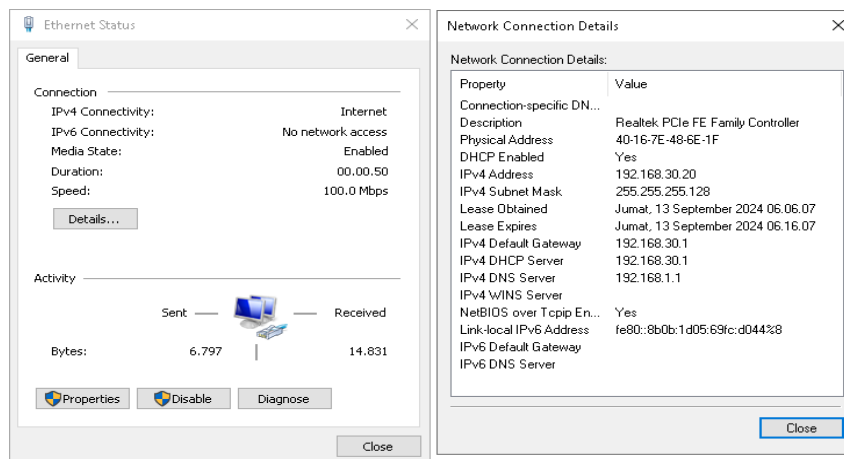 Ethernet Status
General
Connection
IPv4 Connectivity: Internet
IPv6 Connectivity: No network access
Media State: Enabled
Duration: 00.00.50
Speed: 100.0 Mbps
Details...
Activity
Sent Received
Bytes: 6.797 14.831
Properties Disable Diagnose
Close
Network Connection Details
Network Connection Details:
Property Value
Connection-specific DN...
Description Realtek PCIe FE Family Controller
Physical Address 40-16-7E-48-6E-1F
DHCP Enabled Yes
IPv4 Address 192.168.30.20
IPv4 Subnet Mask 255.255.255.128
Lease Obtained Jumat, 13 September 2024 06.06.07
Lease Expires Jumat, 13 September 2024 06.16.07
IPv4 Default Gateway 192.168.30.1
IPv4 DHCP Server 192.168.30.1
IPv4 DNS Server 192.168.1.1
IPv4 WINS Server
NetBIOS over Tcpip En... Yes
Link-local IPv6 Address fe80::8b0b:1d05:69fc:d044%8
IPv6 Default Gateway
IPv6 DNS Server
Close